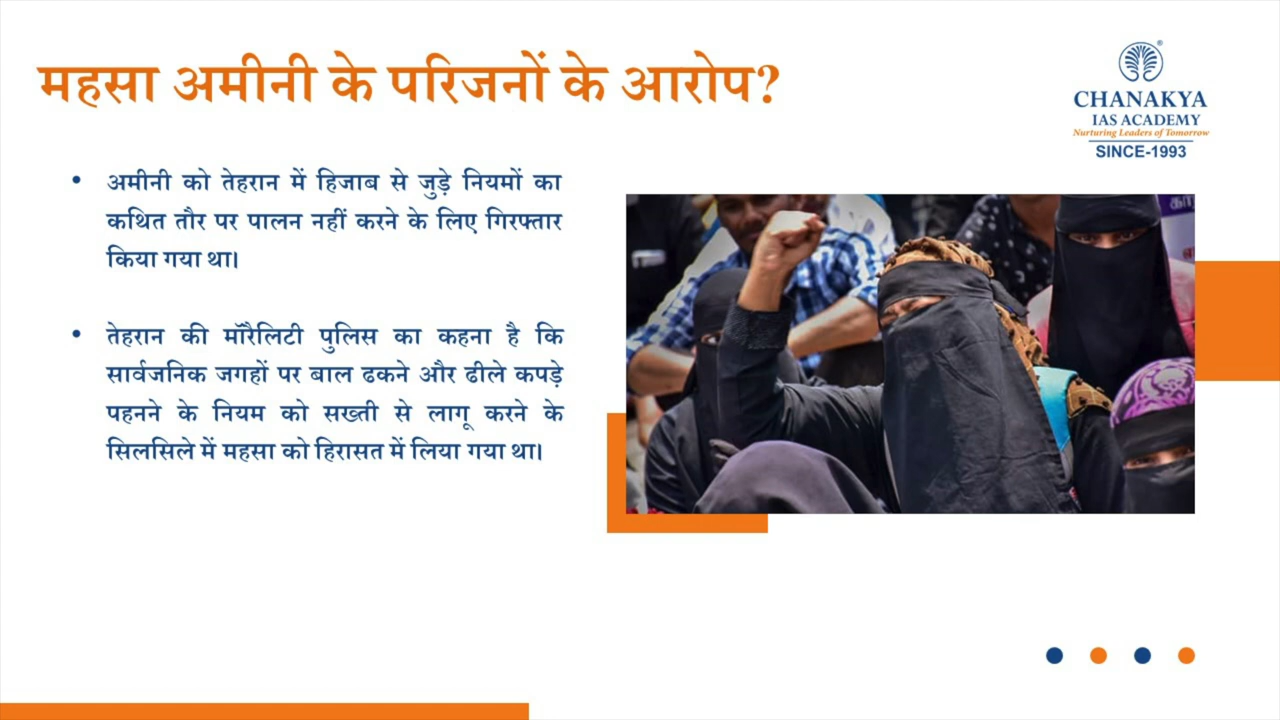 महसा अमीनी के परिजनों के आरोप?
CHANAKYA
IAS ACADEMY
Nurturing Leaders of Tomorrow
SINCE-1993
• अमीनी को तेहरान में हिजाब से जुड़े नियमों का
कथित तौर पर पालन नहीं करने के लिए गिरफ्तार
किया गया था।
• तेहरान की मॉरैलिटी पुलिस का कहना है कि
सार्वजनिक जगहों पर बाल ढकने और ढीले कपड़े
पहनने के नियम को सख्ती से लागू करने के
सिलसिले में महसा को हिरासत में लिया गया था।